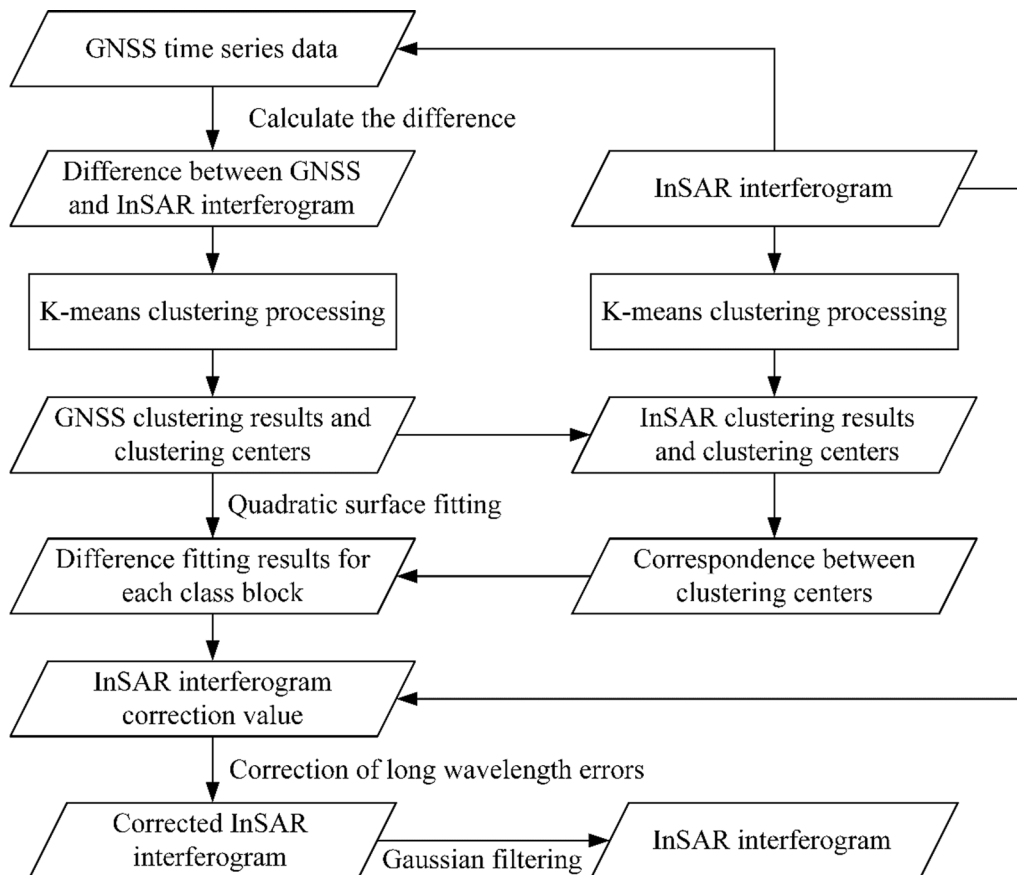 GNSS time series data
Calculate the difference
Difference between GNSS
and InSAR interferogram
InSAR interferogram
K-means clustering processing
K-means clustering processing
GNSS clustering results and
clustering centers
InSAR clustering results
and clustering centers
Quadratic surface fitting
Difference fitting results for
each class block
Correspondence between
clustering centers
InSAR interferogram
correction value
Correction of long wavelength errors
Corrected InSAR
interferogram
Gaussian filtering
InSAR interferogram